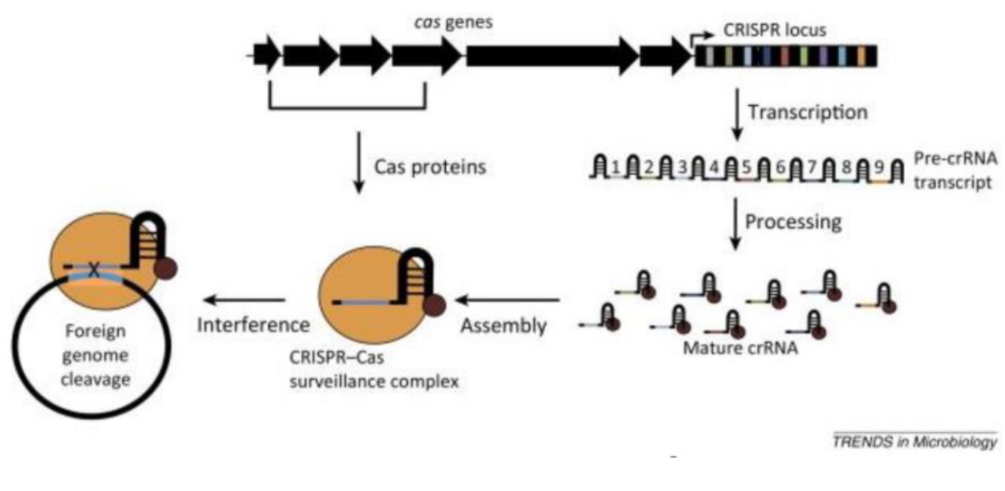 cas genes
CRISPR locus
Transcription
Cas proteins
1 2 3 4 5 6 7 8 9
Pre-crRNA
transcript
Processing
Mature crRNA
Assembly
CRISPR–Cas
surveillance complex
Interference
X
Foreign
genome
cleavage
TRENDS in Microbiology